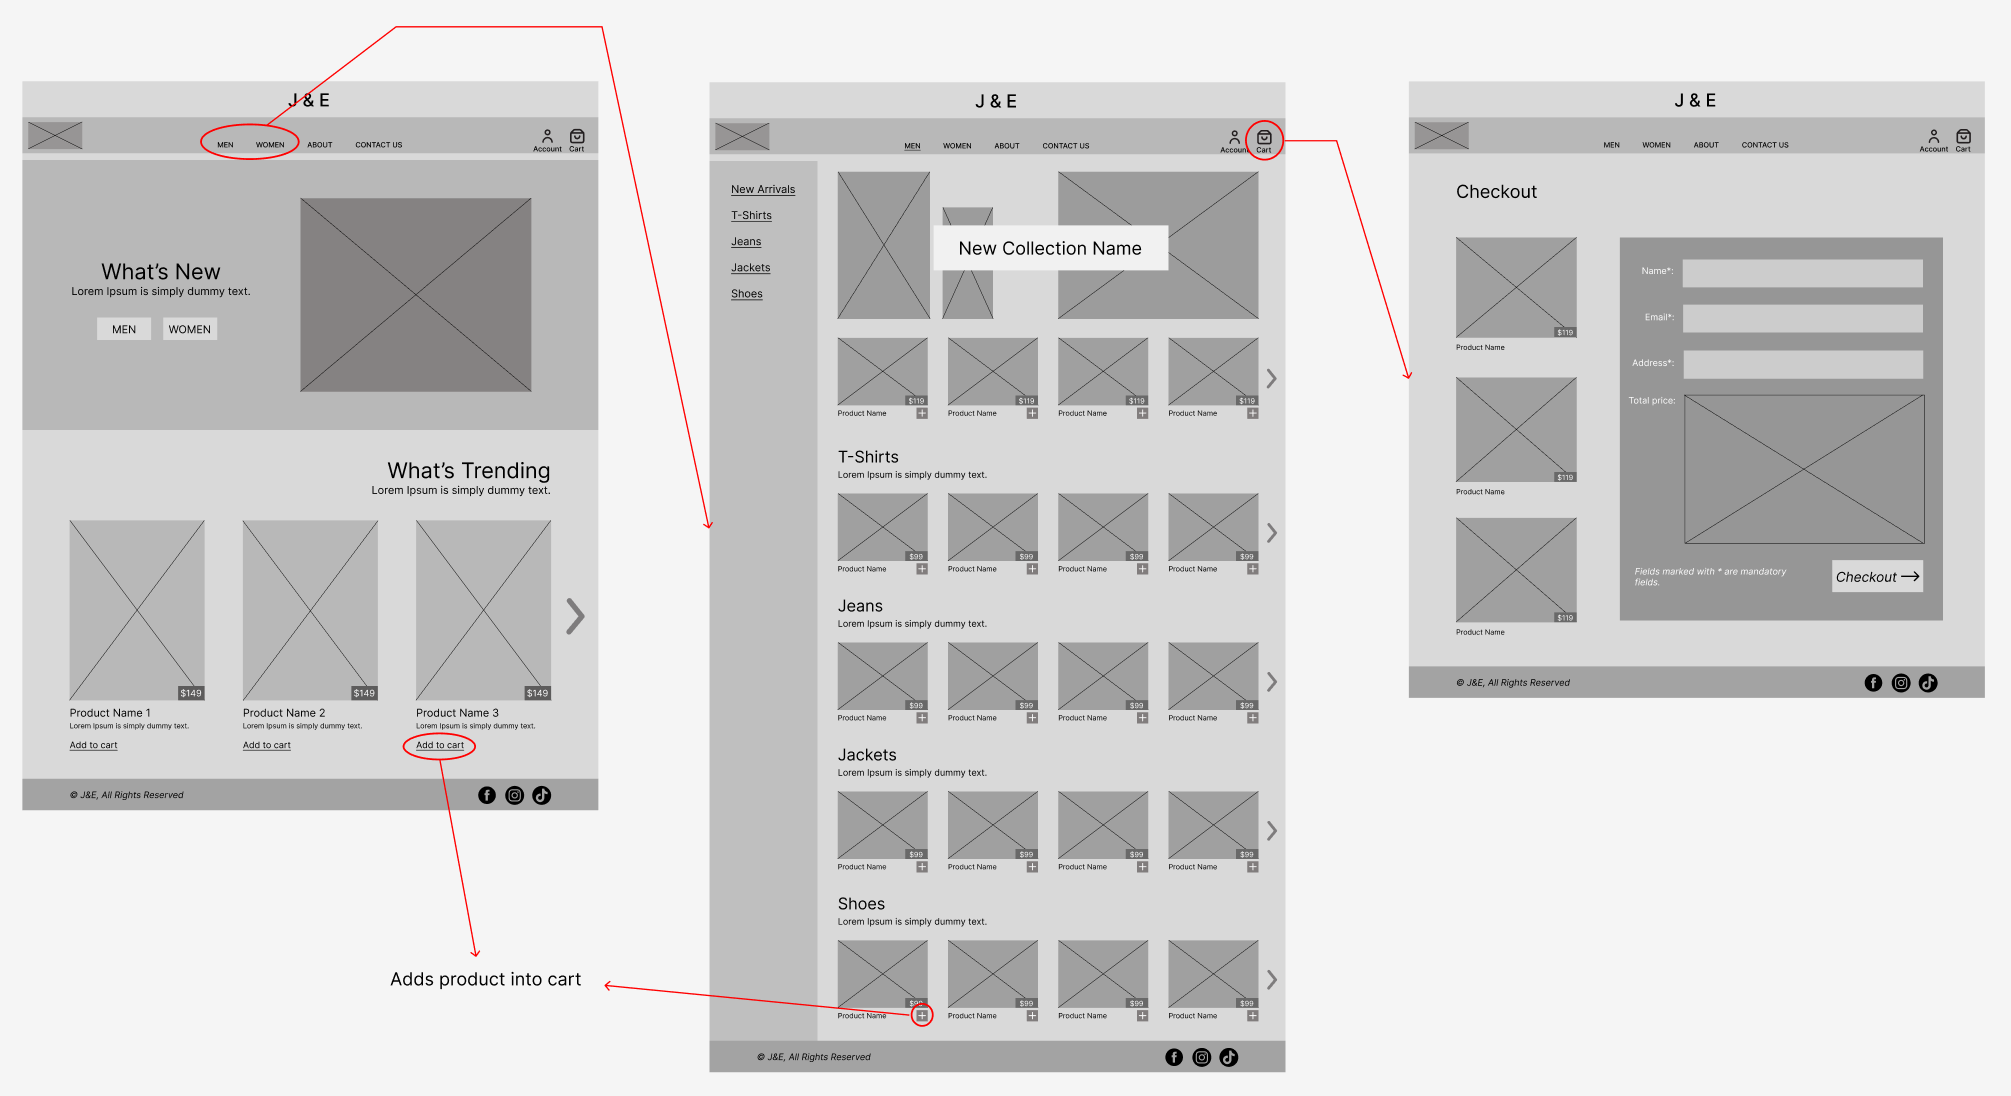 J & E
MEN WOMEN ABOUT CONTACT US Account Cart
What's New
Lorem Ipsum is simply dummy text.
MEN WOMEN
What's Trending
Lorem Ipsum is simply dummy text.
$149 $149 $149
Product Name 1 Product Name 2 Product Name 3
Lorem Ipsum is simply dummy text. Lorem Ipsum is simply dummy text. Lorem Ipsum is simply dummy text.
Add to cart Add to cart Add to cart
© J&E, All Rights Reserved
Adds product into cart
J & E
MEN WOMEN ABOUT CONTACT US Account Cart
New Arrivals
T-Shirts
Jeans
Jackets
Shoes
New Collection Name
$119 $119 $119 $119
Product Name + Product Name + Product Name + Product Name +
T-Shirts
Lorem Ipsum is simply dummy text.
$99 $99 $99 $99
Product Name + Product Name + Product Name + Product Name +
Jeans
Lorem Ipsum is simply dummy text.
$99 $99 $99 $99
Product Name + Product Name + Product Name + Product Name +
Jackets
Lorem Ipsum is simply dummy text.
$99 $99 $99 $99
Product Name + Product Name + Product Name + Product Name +
Shoes
Lorem Ipsum is simply dummy text.
$99 $99 $99 $99
Product Name + Product Name + Product Name + Product Name +
© J&E, All Rights Reserved
J & E
MEN WOMEN ABOUT CONTACT US Account Cart
Checkout
$119
Product Name
$119
Product Name
$119
Product Name
Name*:
Email*:
Address*:
Total price:
Fields marked with * are mandatory
fields.
Checkout →
© J&E, All Rights Reserved